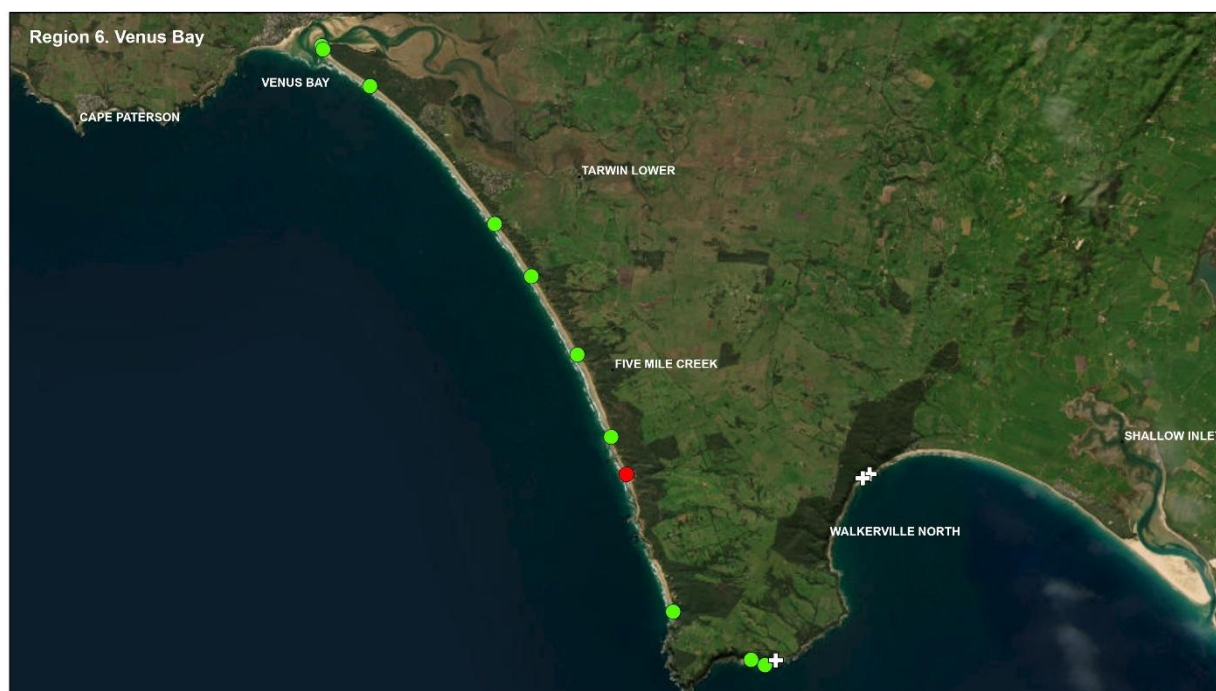 Region 6. Venus Bay
VENUS BAY
CAPE PATERSON
TARWIN LOWER
FIVE MILE CREEK
SHALLOW INLET
WALKERVILLE NORTH